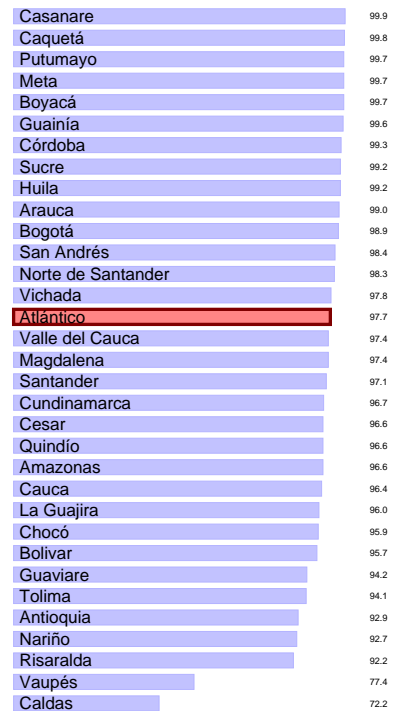 Casanare 99.9
Caquetá 99.8
Putumayo 99.7
Meta 99.7
Boyacá 99.7
Guainía 99.6
Córdoba 99.3
Sucre 99.2
Huila 99.2
Arauca 99.0
Bogotá 98.9
San Andrés 98.4
Norte de Santander 98.3
Vichada 97.8
Atlántico 97.7
Valle del Cauca 97.4
Magdalena 97.4
Santander 97.1
Cundinamarca 96.7
Cesar 96.6
Quindío 96.6
Amazonas 96.6
Cauca 96.4
La Guajira 96.0
Chocó 95.9
Bolivar 95.7
Guaviare 94.2
Tolima 94.1
Antioquia 92.9
Nariño 92.7
Risaralda 92.2
Vaupés 77.4
Caldas 72.2